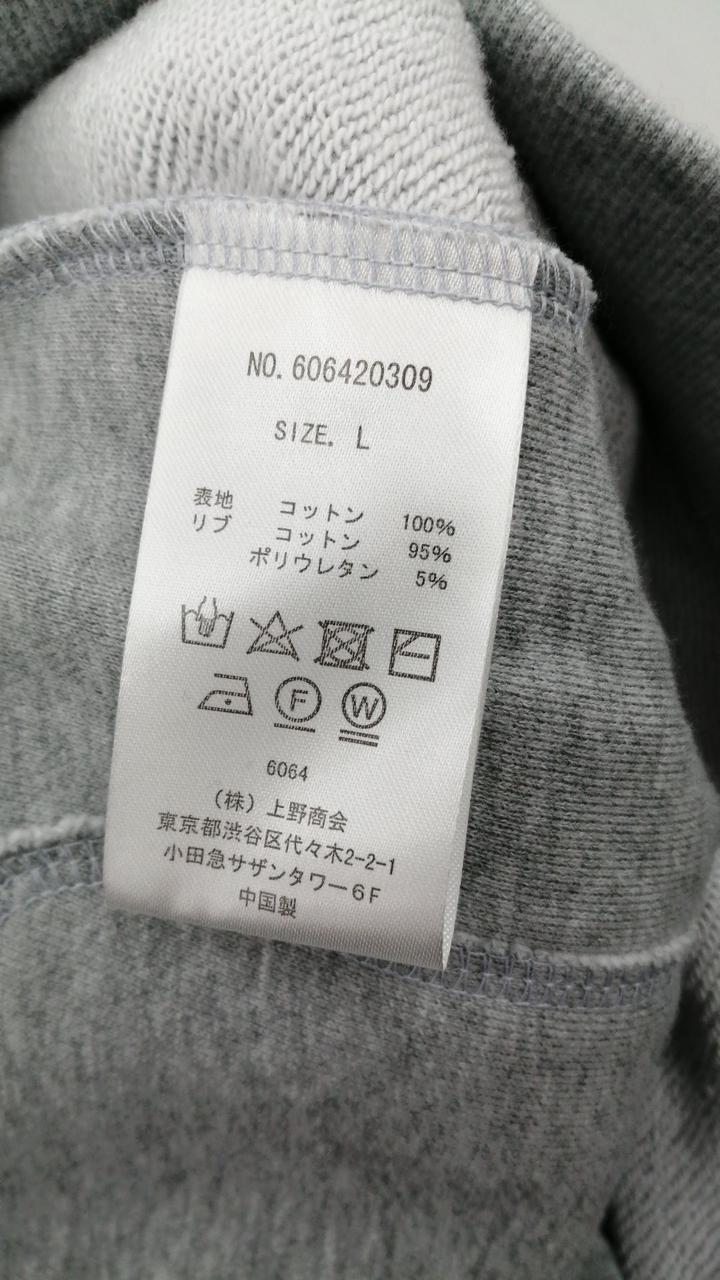 NO. 606420309
SIZE. L
表地 コットン 100%
リブ コットン 95%
ポリウレタン 5%
F W
6064
（株）上野商会
東京都渋谷区代々木2-2-1
小田急サザンタワー6F
中国製